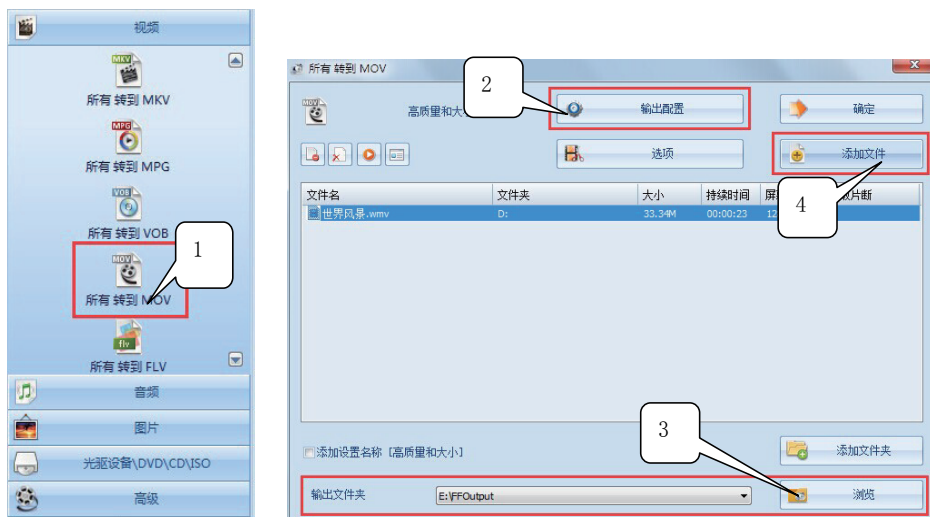 视频
MKV
所有 转到 MKV
MPG
所有 转到 MPG
VOB
所有 转到 VOB
1
MOV
所有 转到 MOV
flv
所有 转到 FLV
音频
图片
光驱设备\DVD\CD\ISO
高级
所有 转到 MOV
2
高质量和大
输出配置
确定
选项
添加文件
文件名 文件夹 大小 持续时间 片断
世界风景.wmv D: 33.34M 00:00:23 12
4
3
添加设置名称 [高质量和大小]
添加文件夹
输出文件夹 E:\FFOutput 浏览